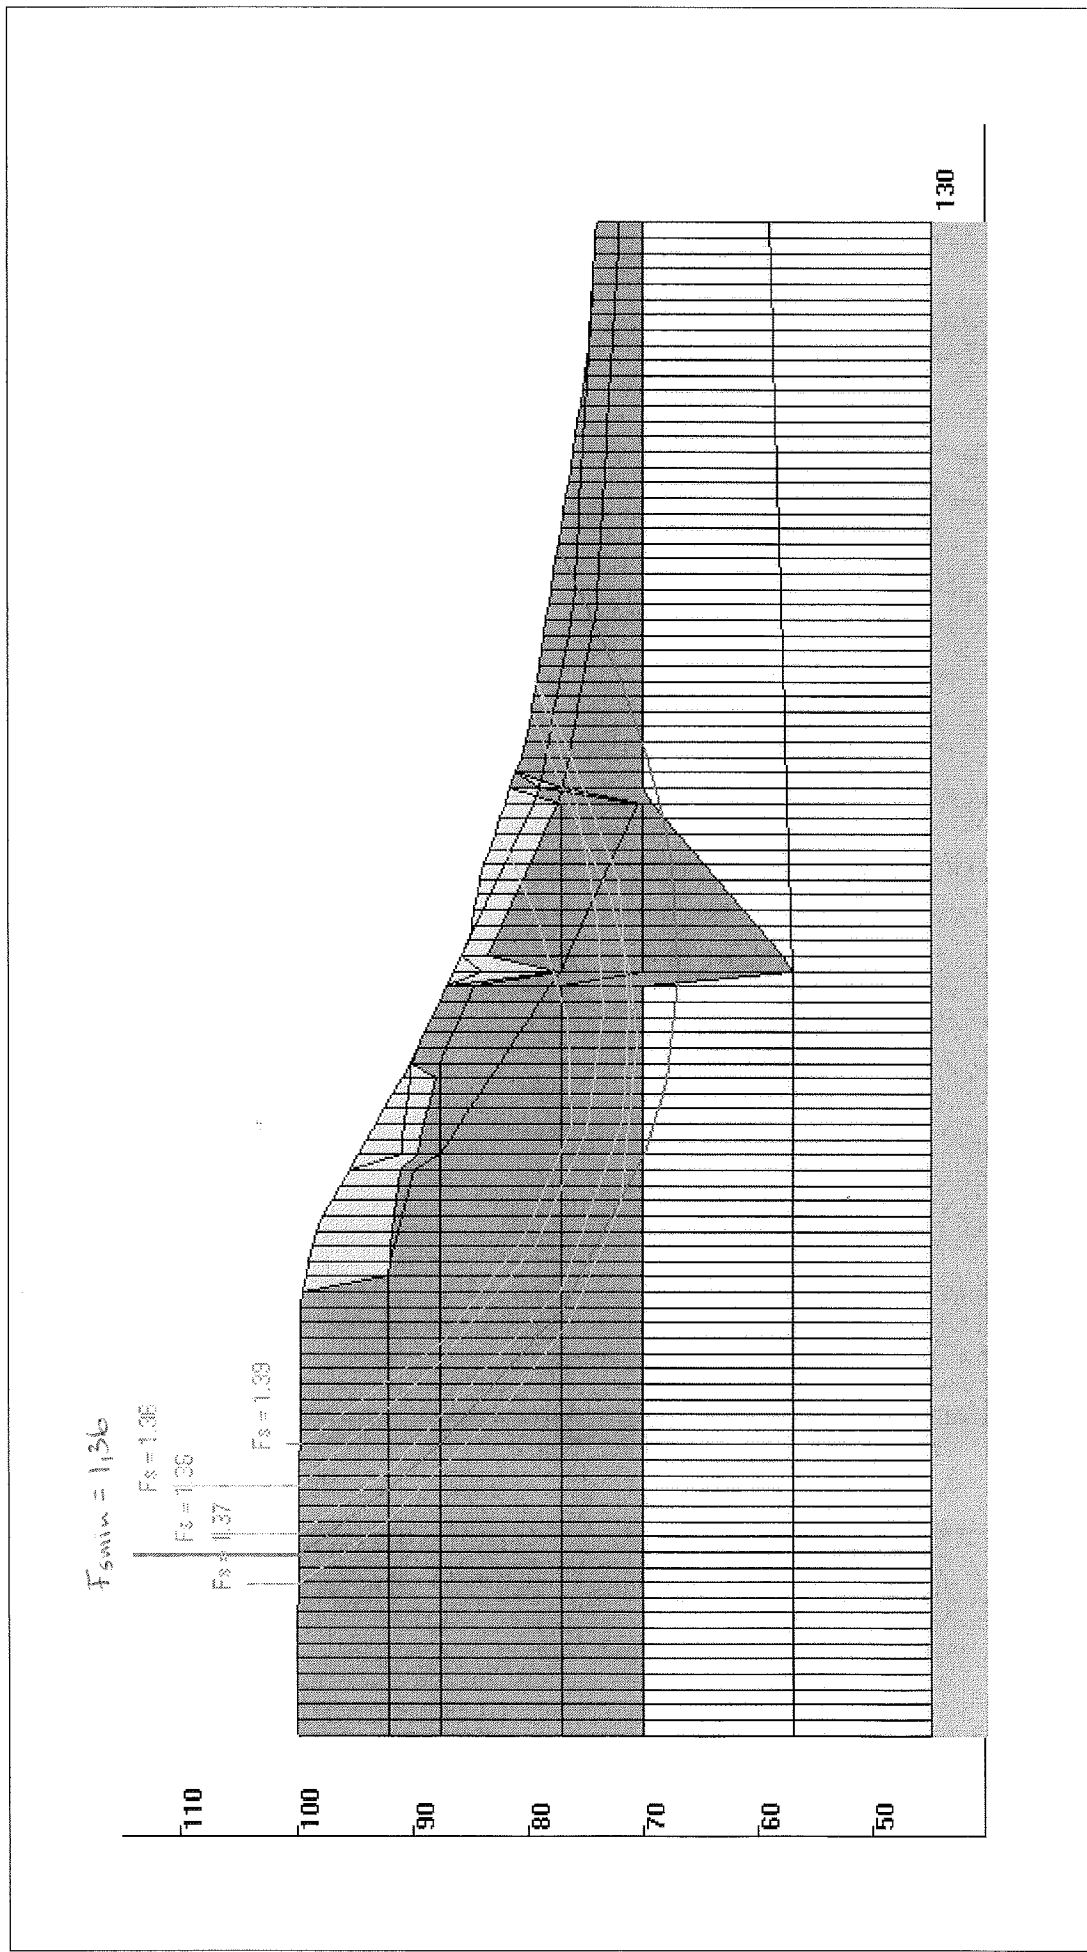 Fsmin = 1,36
Fs = 1.36
Fs = 1.38
Fs = 1.37
Fs = 1.39
110
100
90
80
70
60
50
130